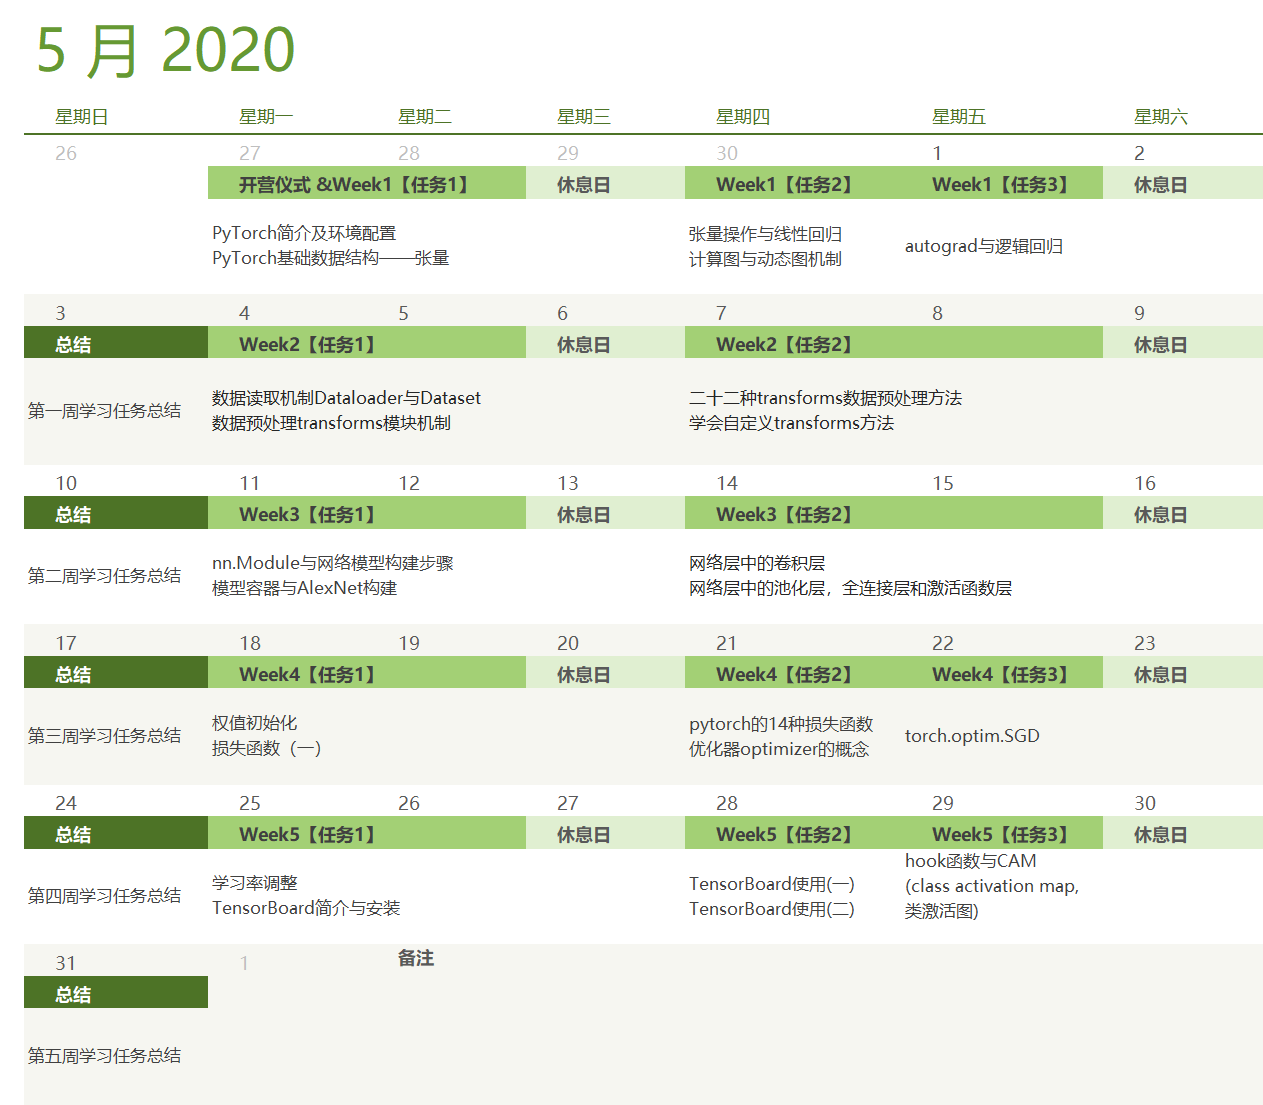 5 月 2020
星期日 星期一 星期二 星期三 星期四 星期五 星期六
26 27 28 29 30 1 2
开营仪式 &Week1【任务1】 休息日 Week1【任务2】 Week1【任务3】 休息日
PyTorch简介及环境配置
PyTorch基础数据结构——张量
张量操作与线性回归
计算图与动态图机制
autograd与逻辑回归
3 4 5 6 7 8 9
总结 Week2【任务1】 休息日 Week2【任务2】 休息日
第一周学习任务总结
数据读取机制Dataloader与Dataset
数据预处理transforms模块机制
二十二种transforms数据预处理方法
学会自定义transforms方法
10 11 12 13 14 15 16
总结 Week3【任务1】 休息日 Week3【任务2】 休息日
第二周学习任务总结
nn.Module与网络模型构建步骤
模型容器与AlexNet构建
网络层中的卷积层
网络层中的池化层，全连接层和激活函数层
17 18 19 20 21 22 23
总结 Week4【任务1】 休息日 Week4【任务2】 Week4【任务3】 休息日
第三周学习任务总结
权值初始化
损失函数（一）
pytorch的14种损失函数
优化器optimizer的概念
torch.optim.SGD
24 25 26 27 28 29 30
总结 Week5【任务1】 休息日 Week5【任务2】 Week5【任务3】 休息日
第四周学习任务总结
学习率调整
TensorBoard简介与安装
TensorBoard使用(一)
TensorBoard使用(二)
hook函数与CAM
(class activation map,
类激活图)
31 1 备注
总结
第五周学习任务总结